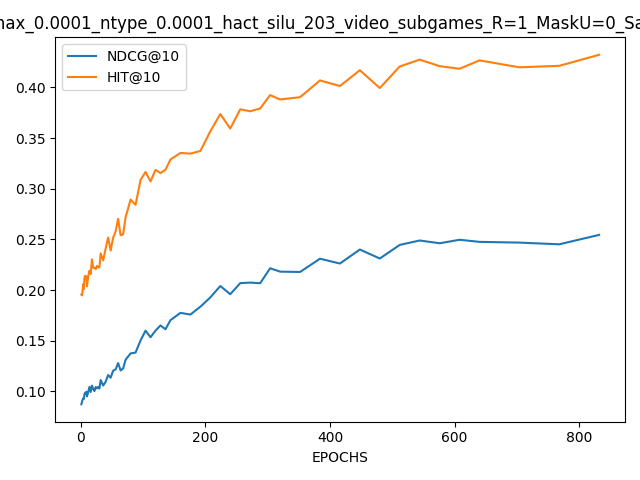 max_0.0001_ntype_0.0001_hact_silu_203_video_subgames_R=1_MaskU=0_Sa
NDCG@10
HIT@10
0.40
0.35
0.30
0.25
0.20
0.15
0.10
0 200 400 600 800
EPOCHS